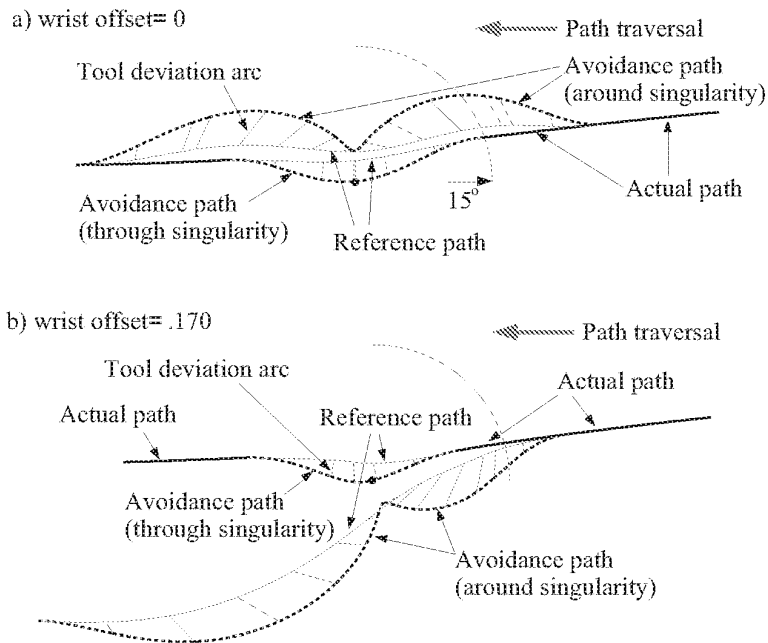 a) wrist offset= 0
Path traversal
Tool deviation arc
Avoidance path
(around singularity)
15°
Actual path
Avoidance path
(through singularity)
Reference path
b) wrist offset= .170
Path traversal
Tool deviation arc
Actual path
Actual path
Reference path
Avoidance path
(through singularity)
Avoidance path
(around singularity)